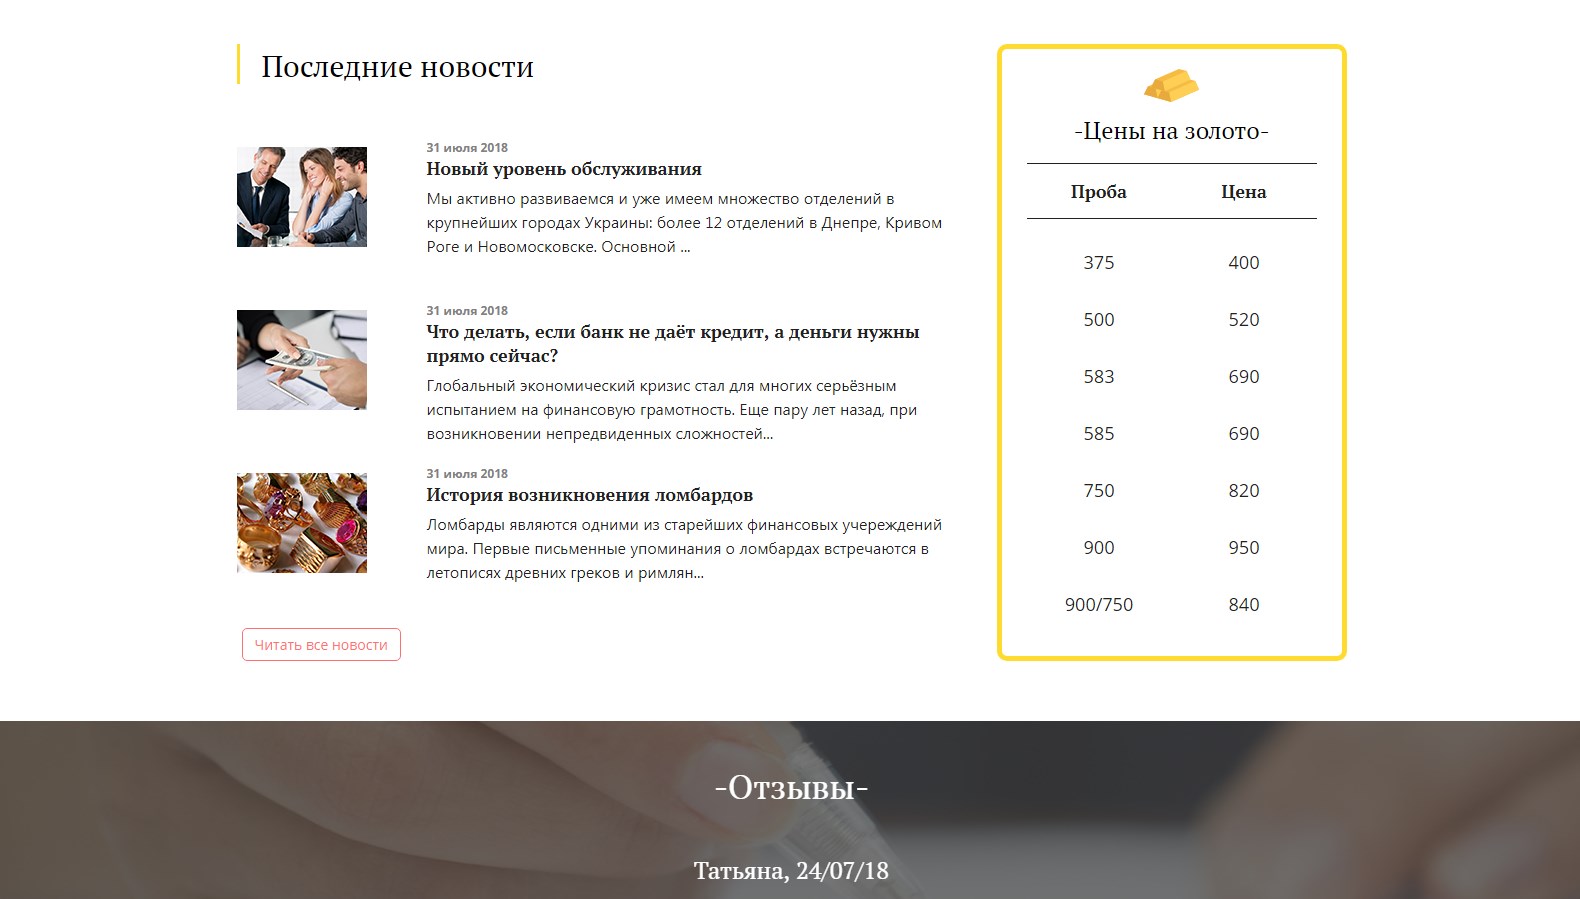 Последние новости
31 июля 2018
Новый уровень обслуживания
Мы активно развиваемся и уже имеем множество отделений в
крупнейших городах Украины: более 12 отделений в Днепре, Кривом
Роге и Новомосковске. Основной ...
31 июля 2018
Что делать, если банк не даёт кредит, а деньги нужны
прямо сейчас?
Глобальный экономический кризис стал для многих серьёзным
испытанием на финансовую грамотность. Еще пару лет назад, при
возникновении непредвиденных сложностей...
31 июля 2018
История возникновения ломбардов
Ломбарды являются одними из старейших финансовых учереждений
мира. Первые письменные упоминания о ломбардах встречаются в
летописях древних греков и римлян...
Читать все новости
-Цены на золото-
Проба Цена
375 400
500 520
583 690
585 690
750 820
900 950
900/750 840
-Отзывы-
Татьяна, 24/07/18